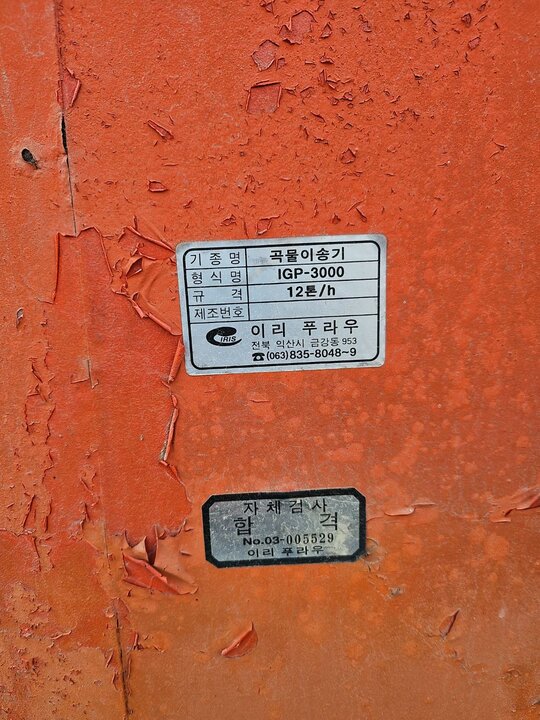 기종명 곡물이송기
형식명 IGP-3000
규격 12톤/h
제조번호
IRIS 이리 푸라우
전북 익산시 금강동 953
☎(063)835-8048~9
자체검사
합격
No.03-005529
이리 푸라우